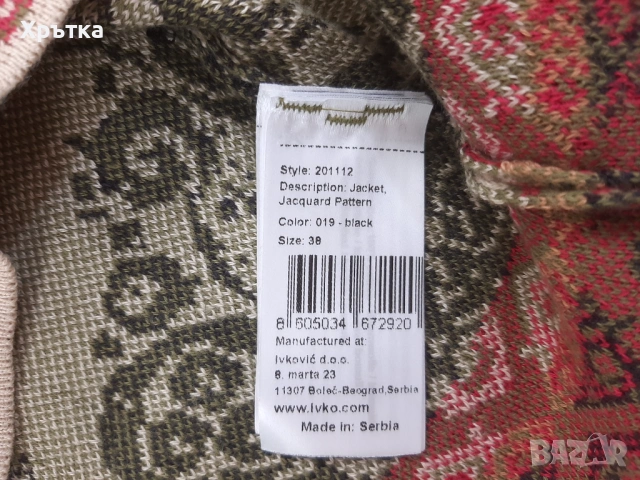 Хрътка
Style: 201112
Description: Jacket,
Jacquard Pattern
Color: 019 - black
Size: 38
8 605034 672920
Manufactured at:
Ivković d.o.o.
8. marta 23
11307 Boleč-Beograd,Serbia
www.ivko.com
Made in: Serbia
BAZAR
bg